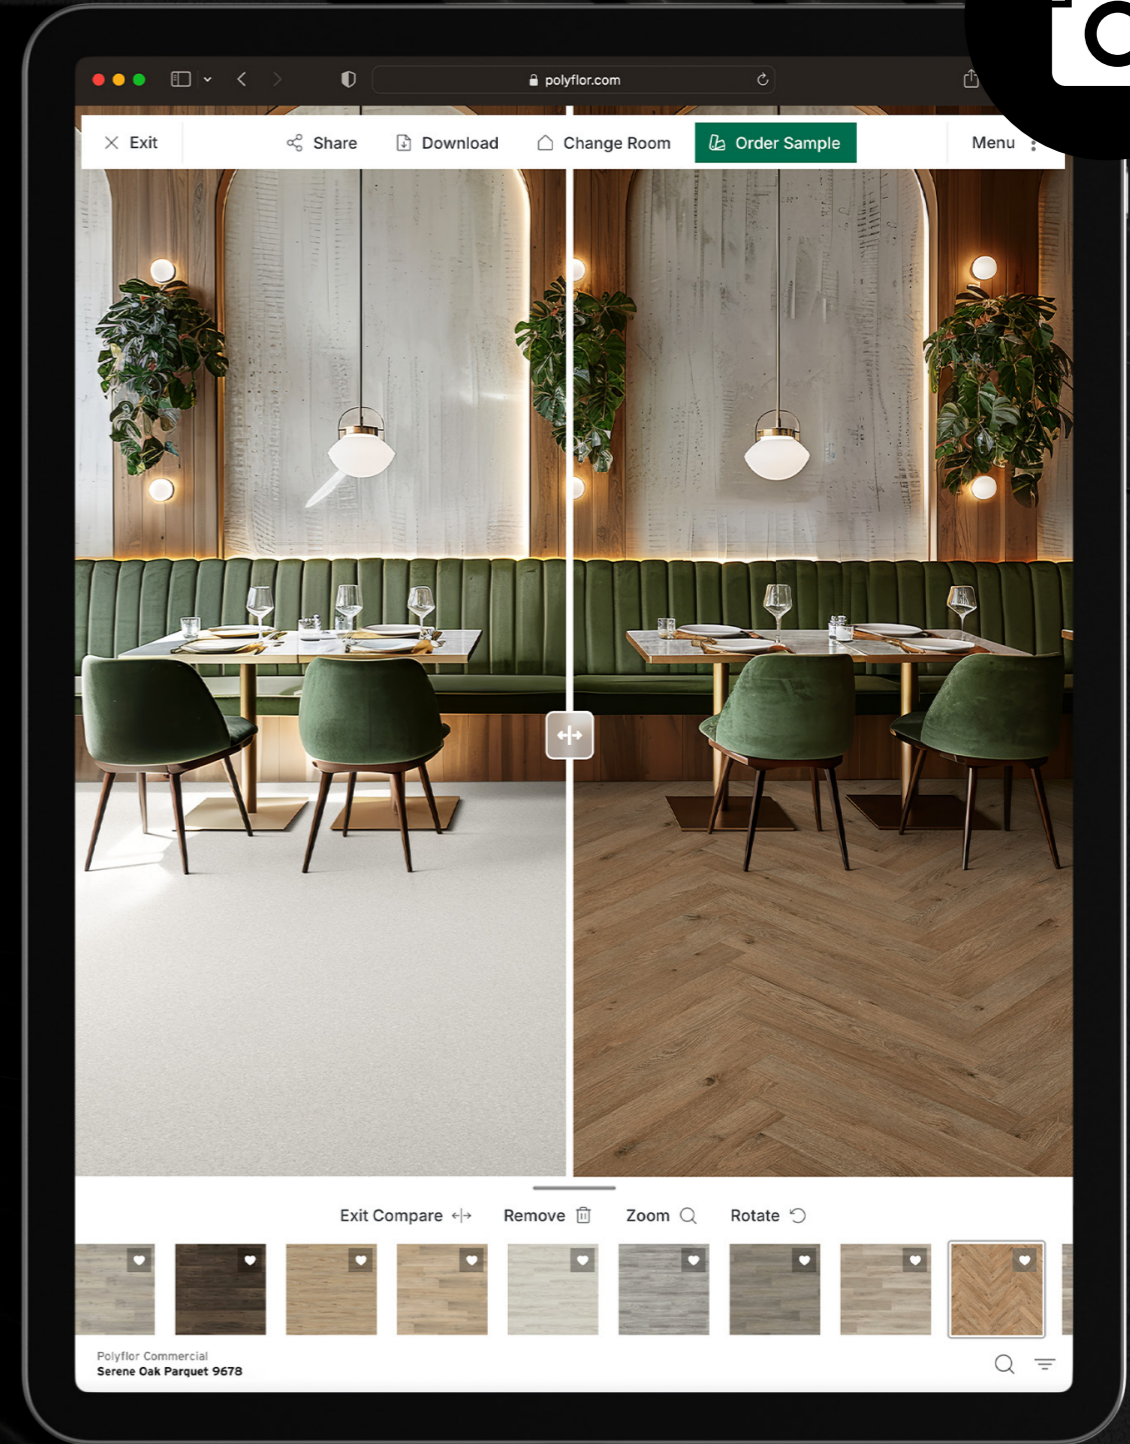 polyflor.com
Exit
Share
Download
Change Room
Order Sample
Menu
Exit Compare
Remove
Zoom
Rotate
Polyflor Commercial
Serene Oak Parquet 9678